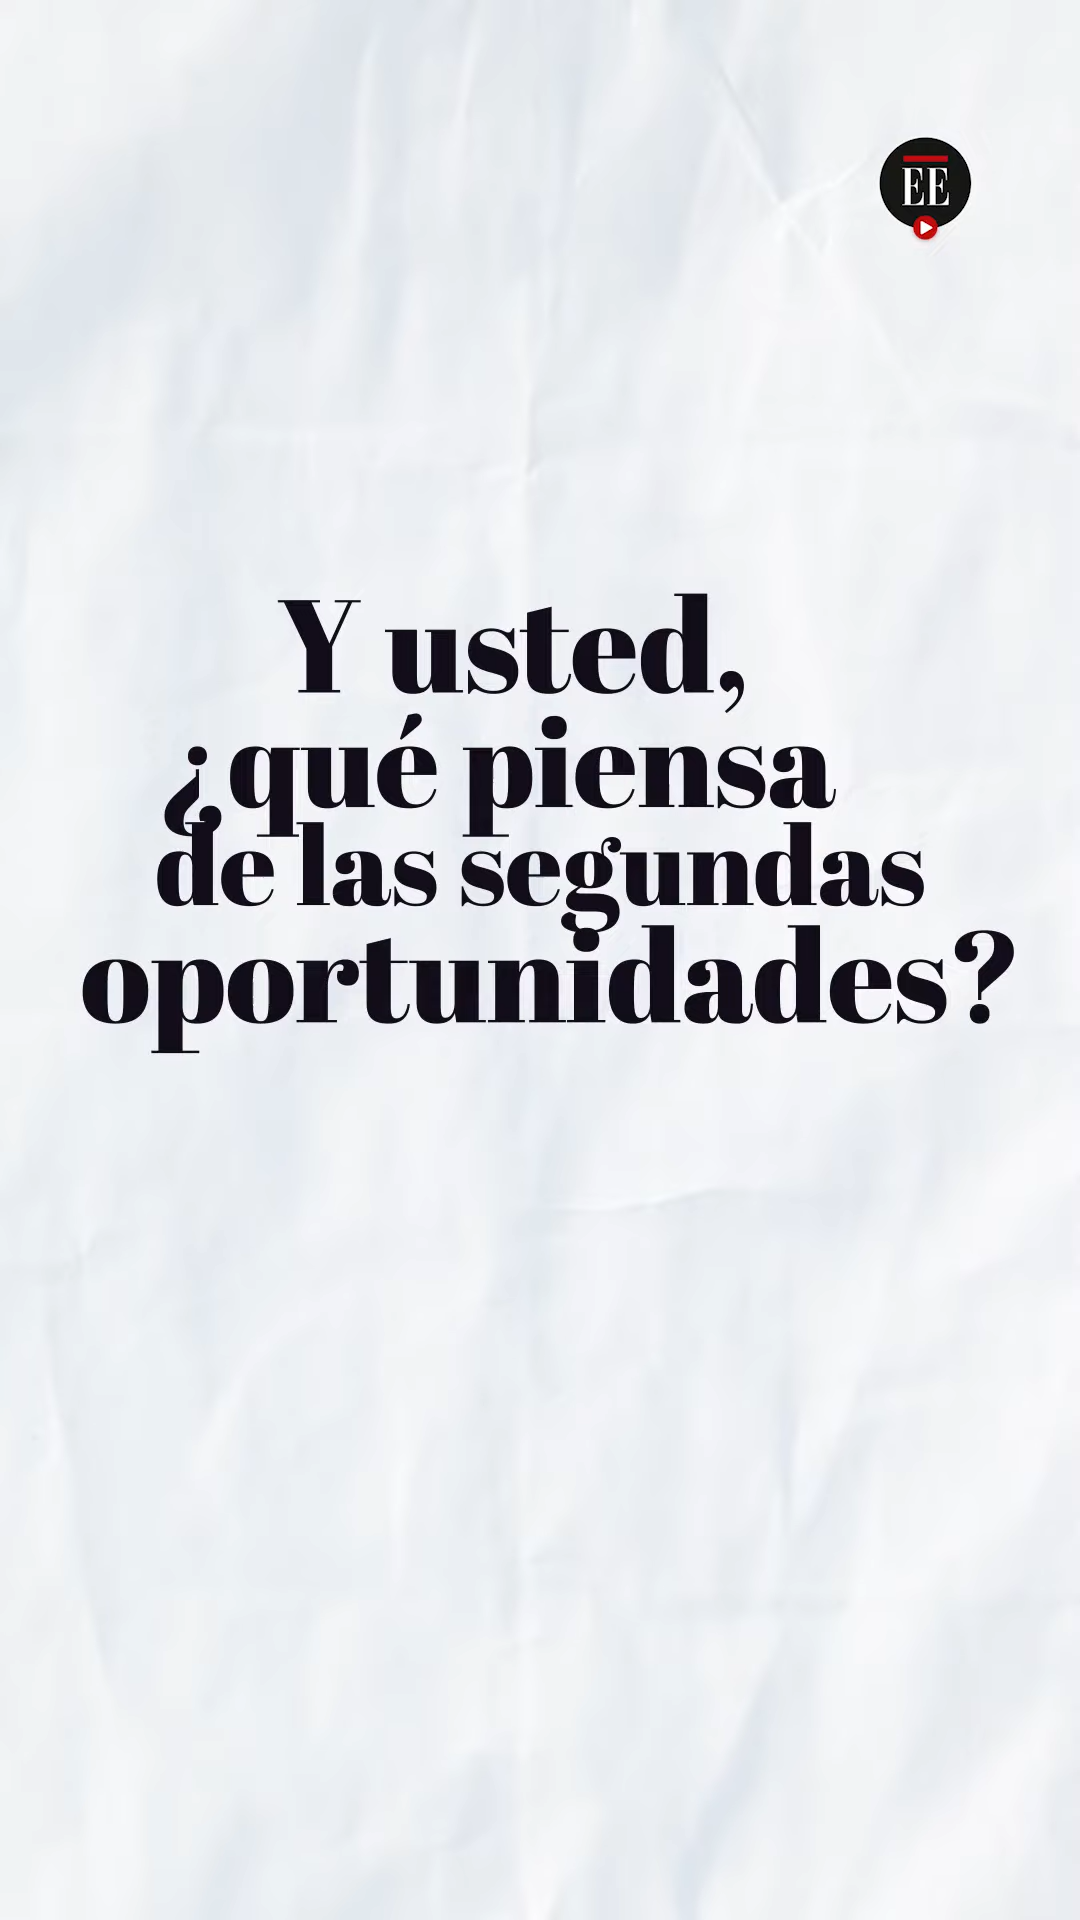 EE
Y usted,
¿qué piensa
de las segundas
oportunidades?